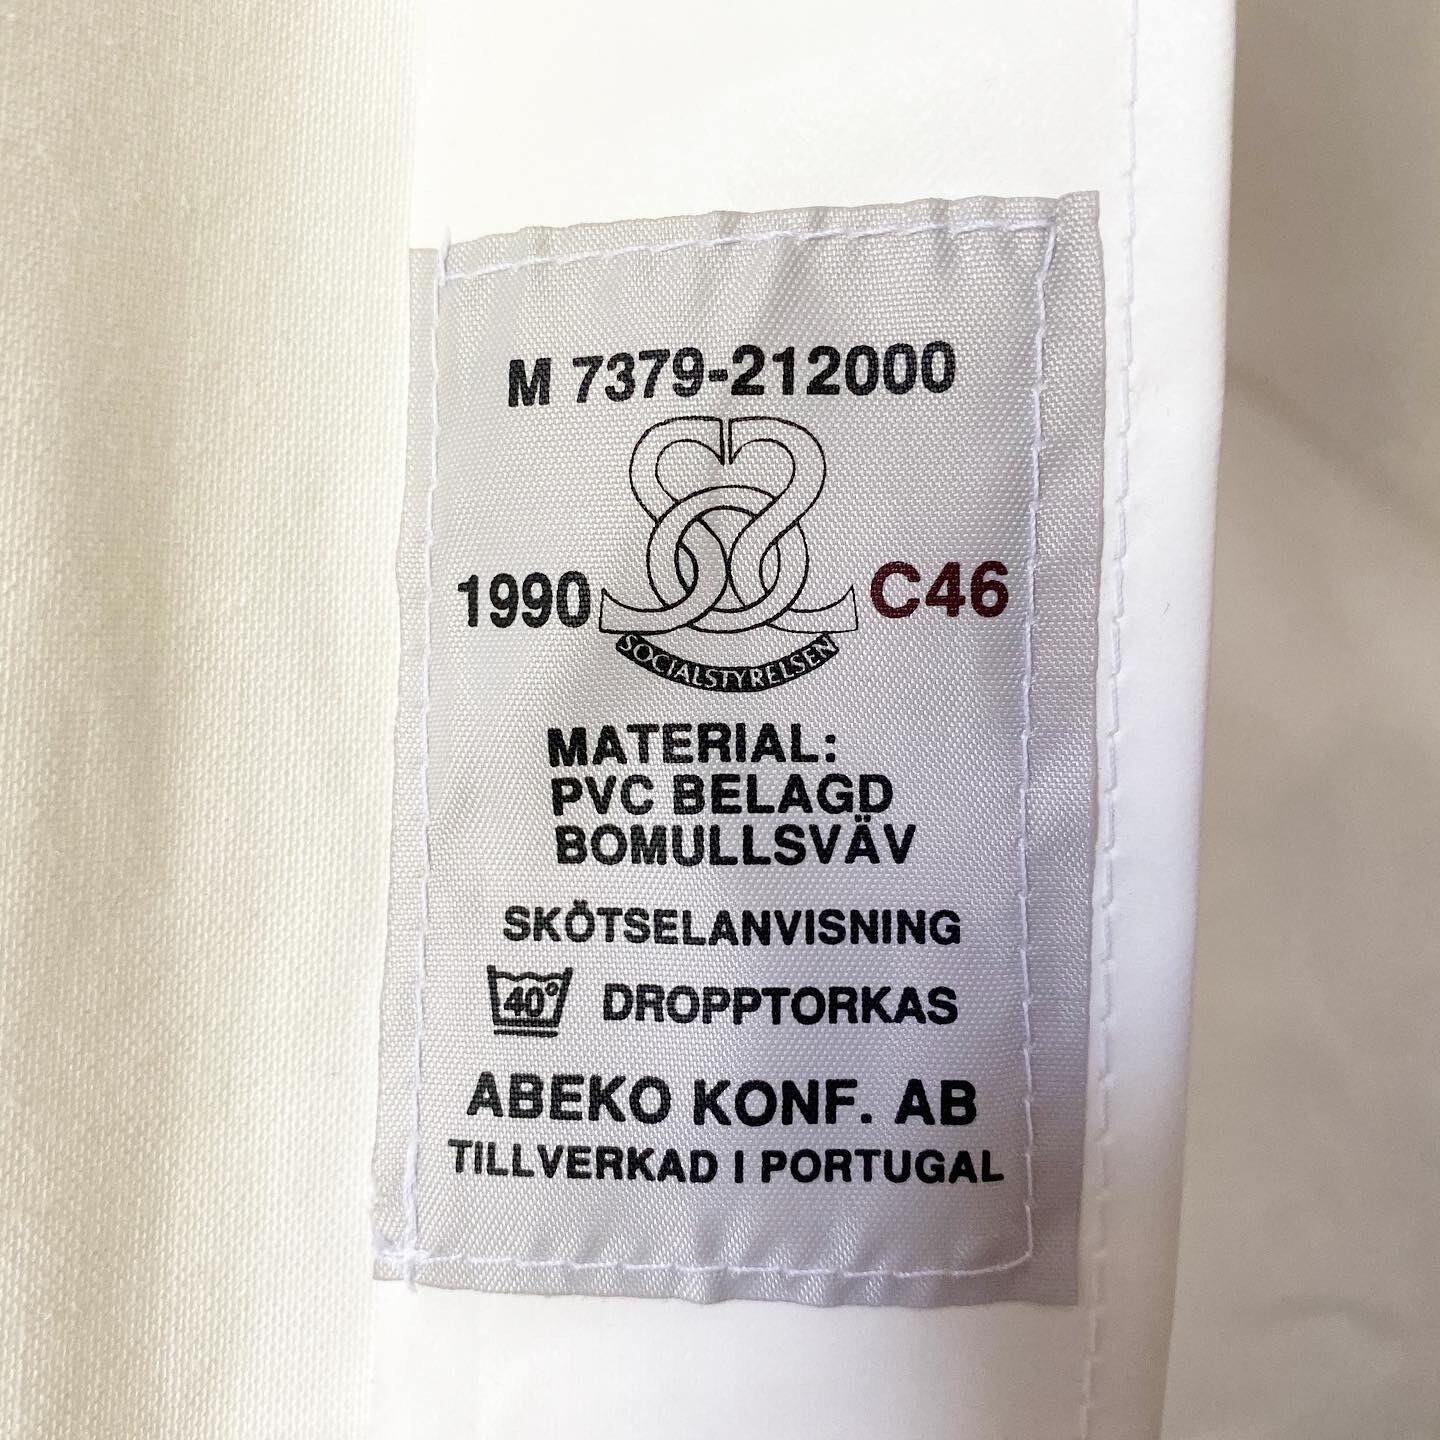 M 7379-212000
1990
C46
SOCIALSTYRELSEN
MATERIAL:
PVC BELAGD
BOMULLSVÄV
SKÖTSELANVISNING
40° DROPPTORKAS
ABEKO KONF. AB
TILLVERKAD I PORTUGAL